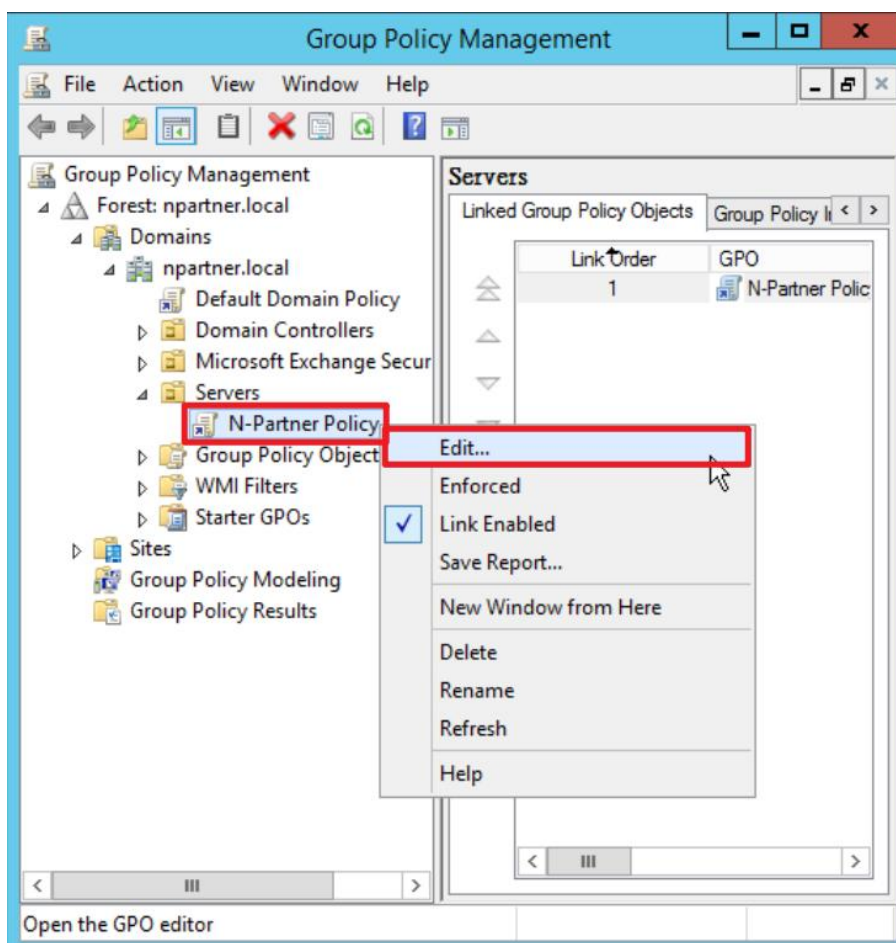 Group Policy Management
File Action View Window Help
Group Policy Management
Forest: npartner.local
Domains
npartner.local
Default Domain Policy
Domain Controllers
Microsoft Exchange Secur
Servers
N-Partner Policy
Group Policy Object
WMI Filters
Starter GPOs
Sites
Group Policy Modeling
Group Policy Results
Servers
Linked Group Policy Objects Group Policy I
Link Order GPO
1 N-Partner Polic
Edit...
Enforced
Link Enabled
Save Report...
New Window from Here
Delete
Rename
Refresh
Help
Open the GPO editor